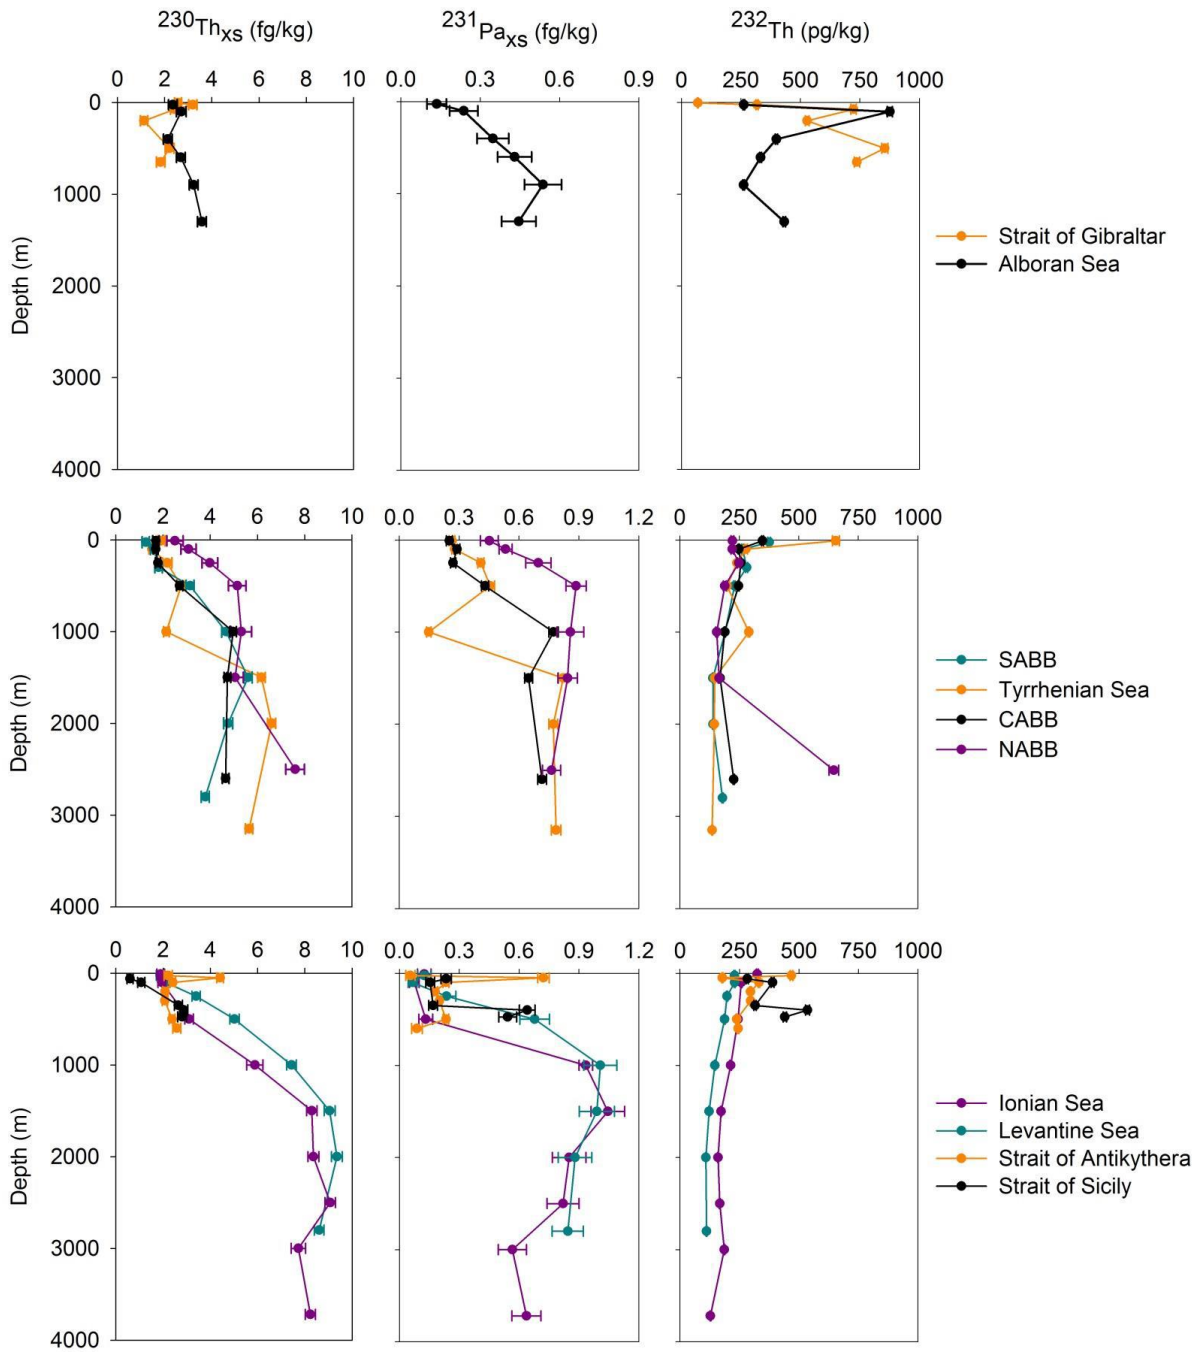 230Thxs (fg/kg) 231Paxs (fg/kg) 232Th (pg/kg)
0 2 4 6 8 10 0.0 0.3 0.6 0.9 0 250 500 750 1000
0
1000
2000
3000
4000
Depth (m)
Strait of Gibraltar
Alboran Sea
0 2 4 6 8 10 0.0 0.3 0.6 0.9 1.2 0 250 500 750 1000
0
1000
2000
3000
4000
Depth (m)
SABB
Tyrrhenian Sea
CABB
NABB
0 2 4 6 8 10 0.0 0.3 0.6 0.9 1.2 0 250 500 750 1000
0
1000
2000
3000
4000
Depth (m)
Ionian Sea
Levantine Sea
Strait of Antikythera
Strait of Sicily